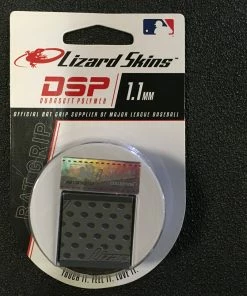 Lizard Skins
DSP
DURASOFT POLYMER
1.1MM
OFFICIAL BAT GRIP SUPPLIER OF MAJOR LEAGUE BASEBALL
BAT GRIP
TOUCH IT. FEEL IT. LOVE IT.